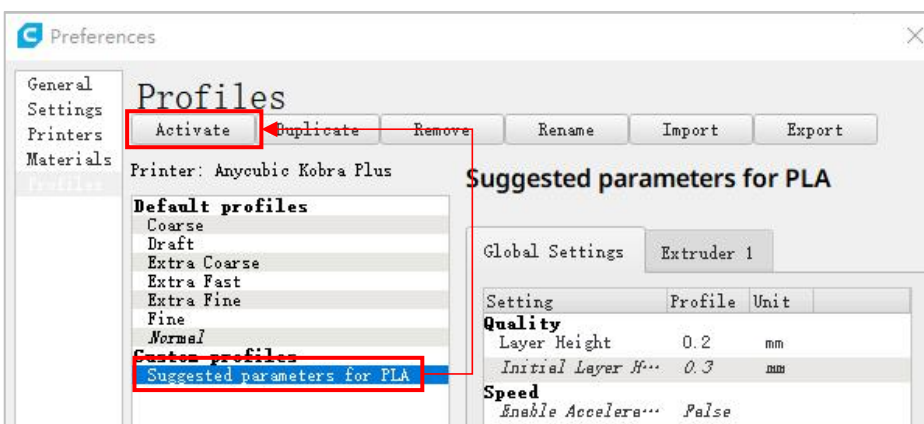 Preferences
General
Settings
Printers
Materials
Profiles
Profiles
Activate Duplicate Remove Rename Import Export
Printer: Anycubic Kobra Plus
Default profiles
Coarse
Draft
Extra Coarse
Extra Fast
Extra Fine
Fine
Normal
Custom profiles
Suggested parameters for PLA
Suggested parameters for PLA
Global Settings Extruder 1
Setting Profile Unit
Quality
Layer Height 0.2 mm
Initial Layer H··· 0.3 mm
Speed
Enable Accelera··· False